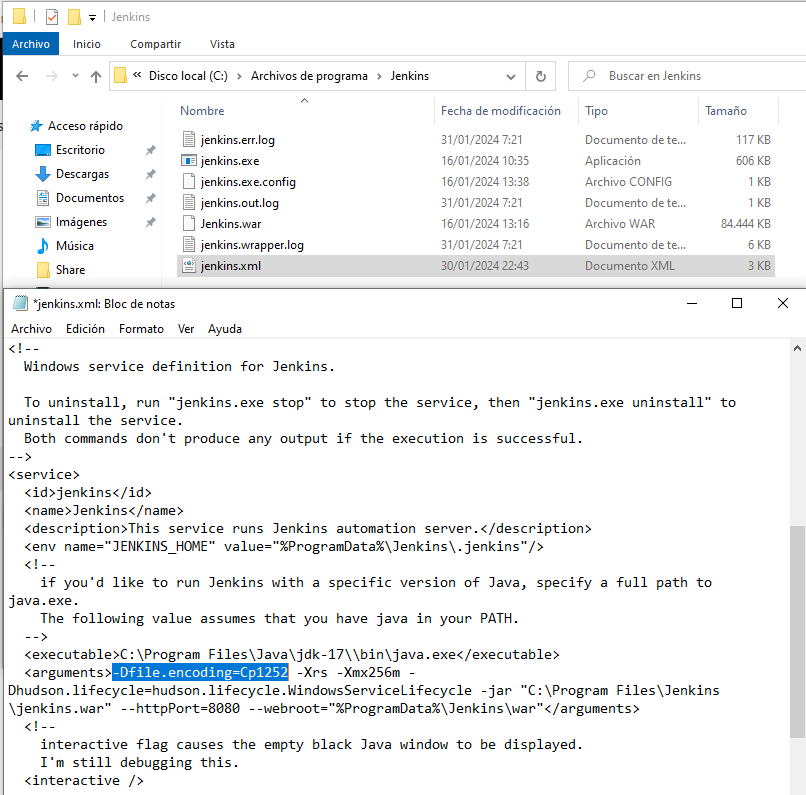 Jenkins
Archivo Inicio Compartir Vista
« Disco local (C:) › Archivos de programa › Jenkins Buscar en Jenkins
Nombre Fecha de modificación Tipo Tamaño
Acceso rápido
Escritorio
Descargas
Documentos
Imágenes
Música
Share
jenkins.err.log 31/01/2024 7:21 Documento de te... 117 KB
jenkins.exe 16/01/2024 10:35 Aplicación 606 KB
jenkins.exe.config 16/01/2024 13:38 Archivo CONFIG 1 KB
jenkins.out.log 31/01/2024 7:21 Documento de te... 1 KB
Jenkins.war 16/01/2024 13:16 Archivo WAR 84.444 KB
jenkins.wrapper.log 31/01/2024 7:21 Documento de te... 6 KB
jenkins.xml 30/01/2024 22:43 Documento XML 3 KB
*jenkins.xml: Bloc de notas
Archivo Edición Formato Ver Ayuda
<!--
  Windows service definition for Jenkins.

  To uninstall, run "jenkins.exe stop" to stop the service, then "jenkins.exe uninstall" to
uninstall the service.
  Both commands don't produce any output if the execution is successful.
-->
<service>
  <id>jenkins</id>
  <name>Jenkins</name>
  <description>This service runs Jenkins automation server.</description>
  <env name="JENKINS_HOME" value="%ProgramData%\Jenkins\.jenkins"/>
  <!--
    if you'd like to run Jenkins with a specific version of Java, specify a full path to
java.exe.
    The following value assumes that you have java in your PATH.
  -->
  <executable>C:\Program Files\Java\jdk-17\\bin\java.exe</executable>
  <arguments>-Dfile.encoding=Cp1252 -Xrs -Xmx256m -
Dhudson.lifecycle=hudson.lifecycle.WindowsServiceLifecycle -jar "C:\Program Files\Jenkins
\jenkins.war" --httpPort=8080 --webroot="%ProgramData%\Jenkins\war"</arguments>
  <!--
    interactive flag causes the empty black Java window to be displayed.
    I'm still debugging this.
  <interactive />